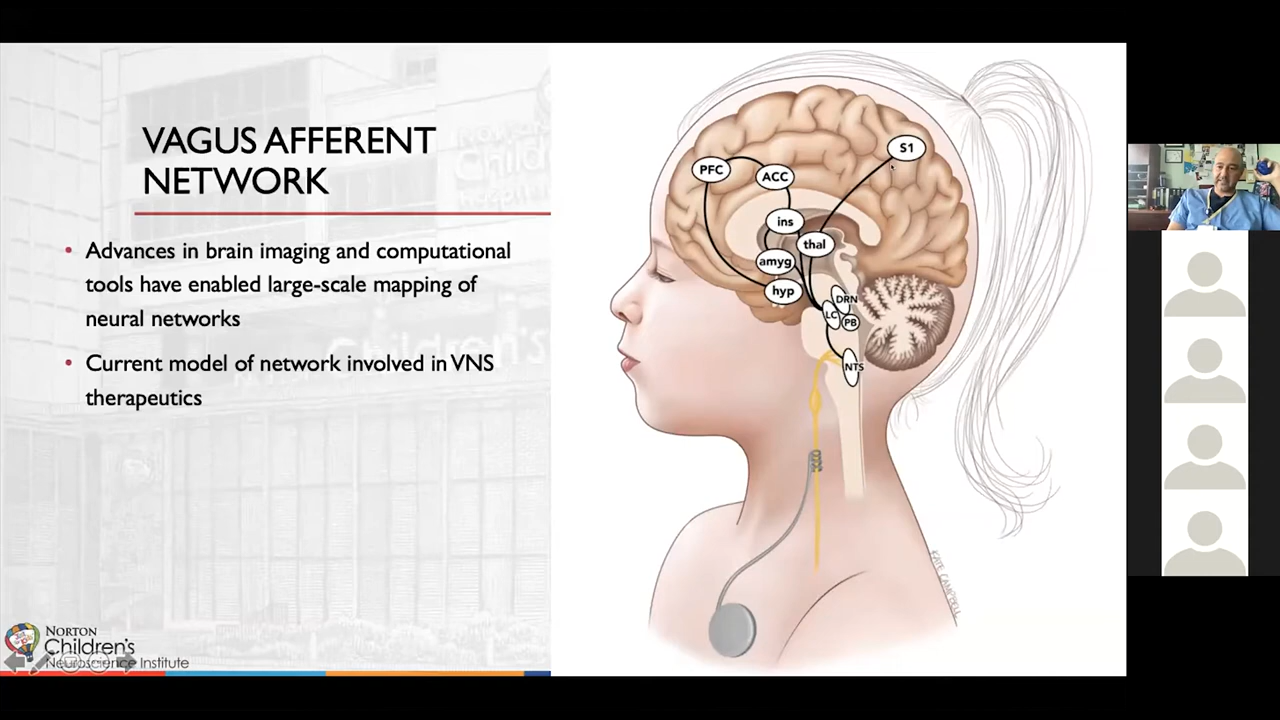 VAGUS AFFERENT
NETWORK
• Advances in brain imaging and computational
tools have enabled large-scale mapping of
neural networks
• Current model of network involved in VNS
therapeutics
PFC
ACC
S1
ins
thal
amyg
hyp
DRN
LC
PB
NTS
KATE CAMPBELL
NORTON
Children's
Neuroscience Institute